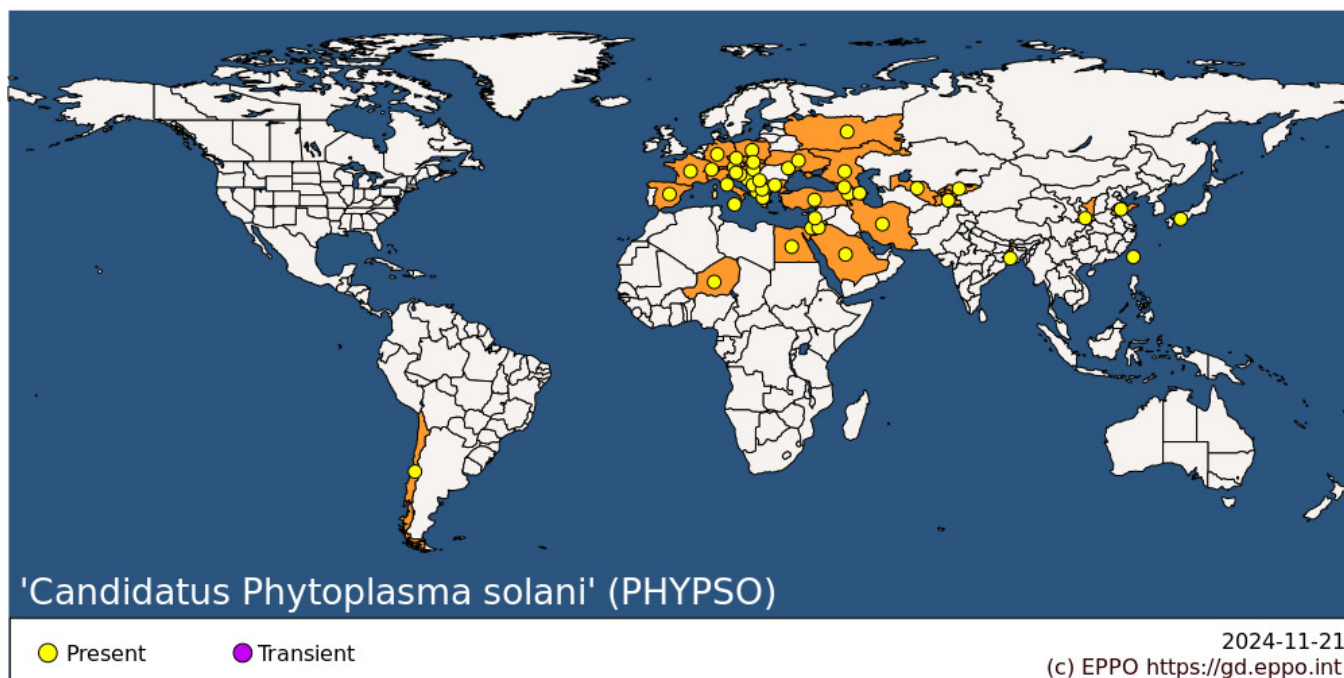 'Candidatus Phytoplasma solani' (PHYPSO)
Present
Transient
2024-11-21
(c) EPPO https://gd.eppo.int